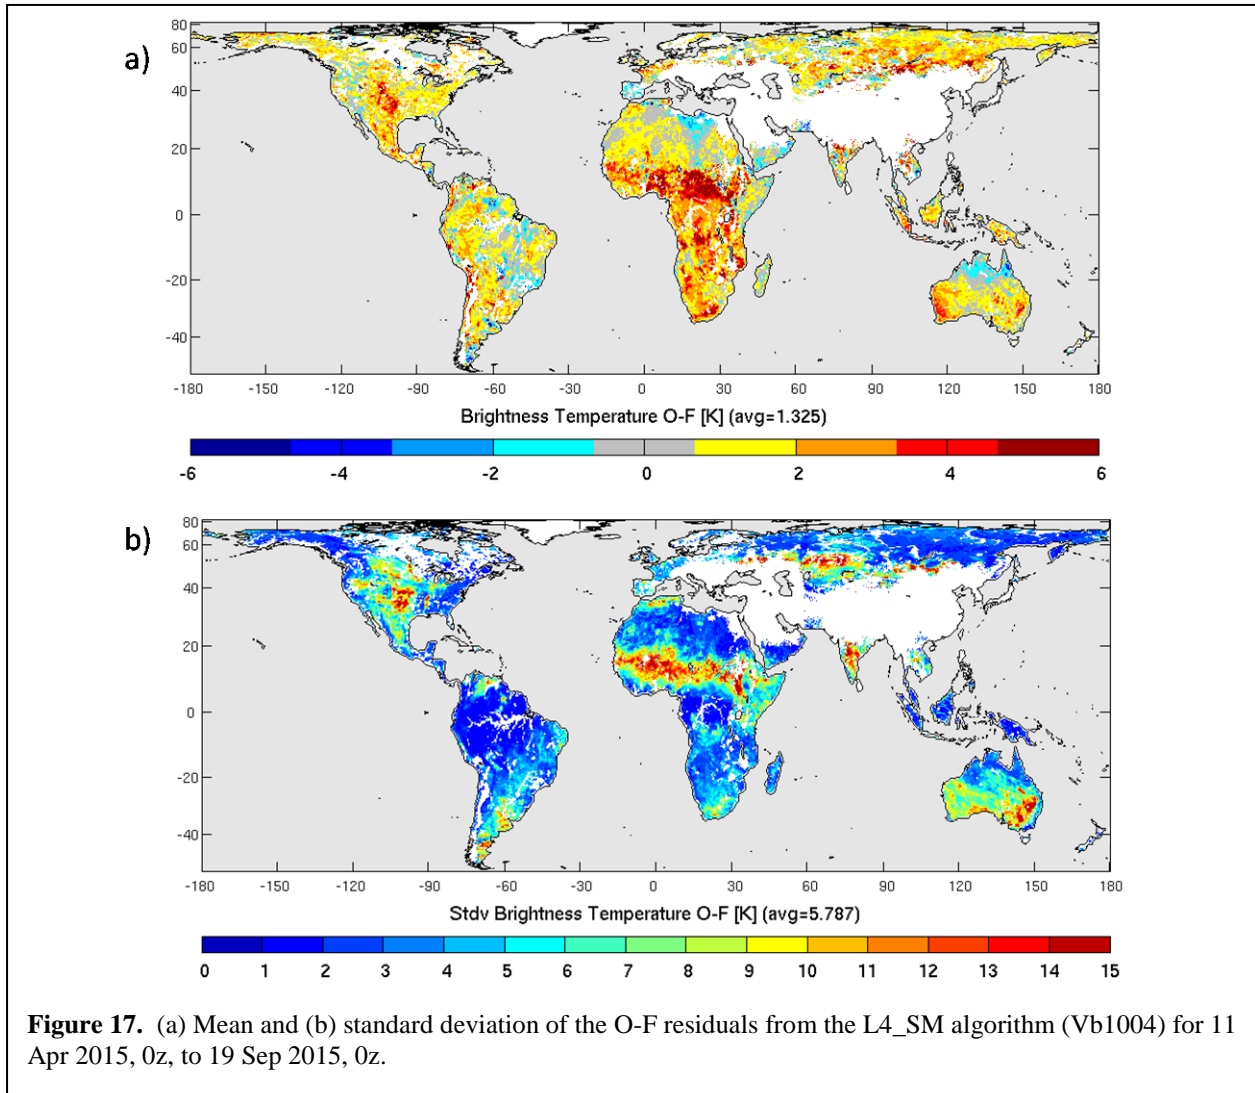 a)
80
60
40
20
0
-20
-40
-180 -150 -120 -90 -60 -30 0 30 60 90 120 150 180
Brightness Temperature O-F [K] (avg=1.325)
-6 -4 -2 0 2 4 6
b)
80
60
40
20
0
-20
-40
-180 -150 -120 -90 -60 -30 0 30 60 90 120 150 180
Stdv Brightness Temperature O-F [K] (avg=5.787)
0 1 2 3 4 5 6 7 8 9 10 11 12 13 14 15
Figure 17. (a) Mean and (b) standard deviation of the O-F residuals from the L4_SM algorithm (Vb1004) for 11
Apr 2015, 0z, to 19 Sep 2015, 0z.